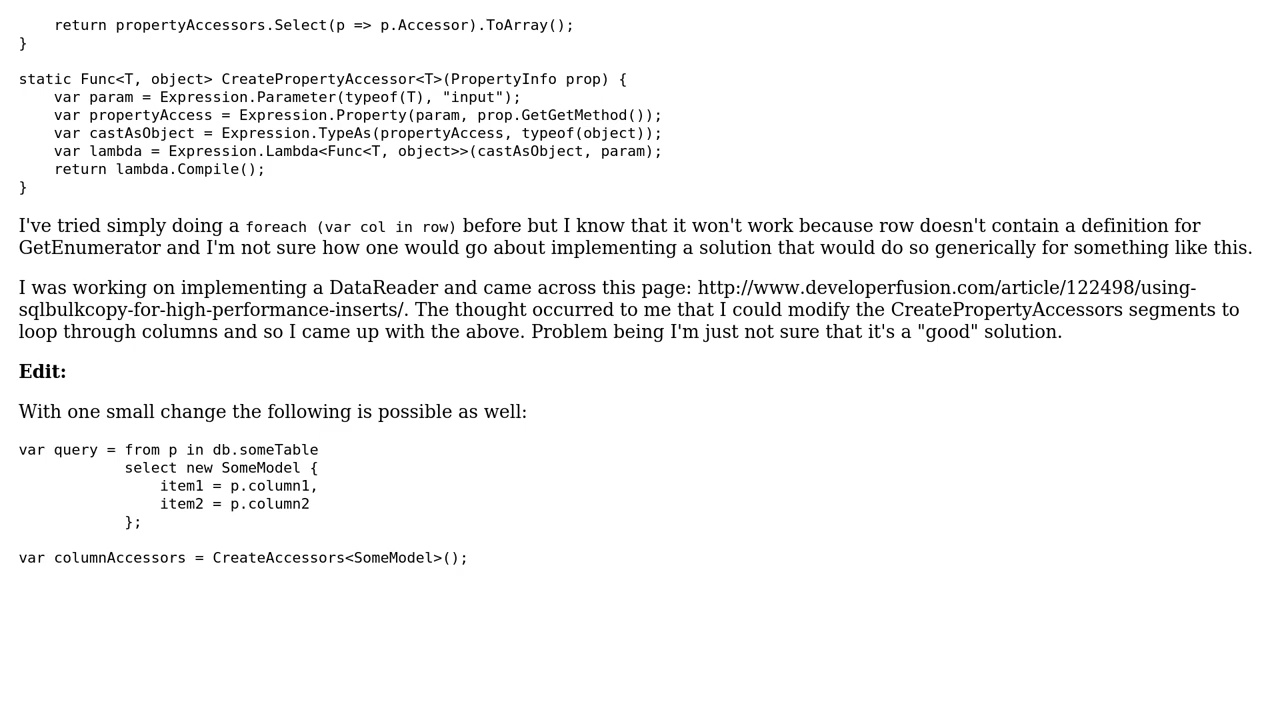 return propertyAccessors.Select(p => p.Accessor).ToArray();
}

static Func<T, object> CreatePropertyAccessor<T>(PropertyInfo prop) {
    var param = Expression.Parameter(typeof(T), "input");
    var propertyAccess = Expression.Property(param, prop.GetGetMethod());
    var castAsObject = Expression.TypeAs(propertyAccess, typeof(object));
    var lambda = Expression.Lambda<Func<T, object>>(castAsObject, param);
    return lambda.Compile();
}

I've tried simply doing a foreach (var col in row) before but I know that it won't work because row doesn't contain a definition for
GetEnumerator and I'm not sure how one would go about implementing a solution that would do so generically for something like this.

I was working on implementing a DataReader and came across this page: http://www.developerfusion.com/article/122498/using-
sqlbulkcopy-for-high-performance-inserts/. The thought occurred to me that I could modify the CreatePropertyAccessors segments to
loop through columns and so I came up with the above. Problem being I'm just not sure that it's a "good" solution.

Edit:

With one small change the following is possible as well:

var query = from p in db.someTable
            select new SomeModel {
                item1 = p.column1,
                item2 = p.column2
            };

var columnAccessors = CreateAccessors<SomeModel>();